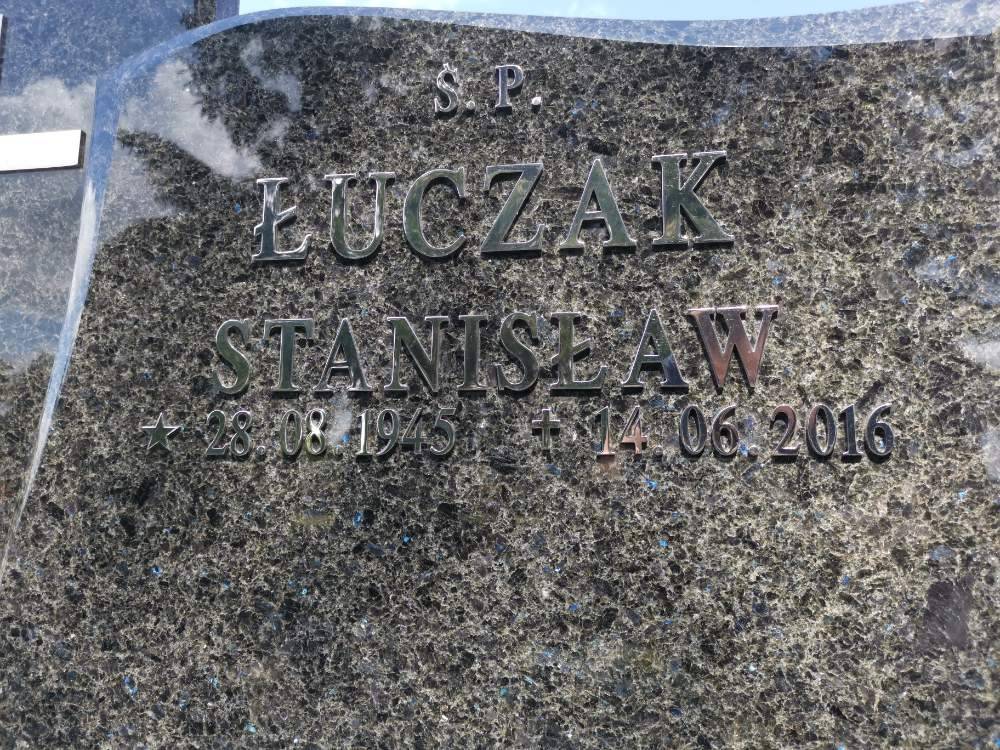 Ś. P.
ŁUCZAK
STANISŁAW
★ 28. 08. 1945 ✝ 14. 06. 2016